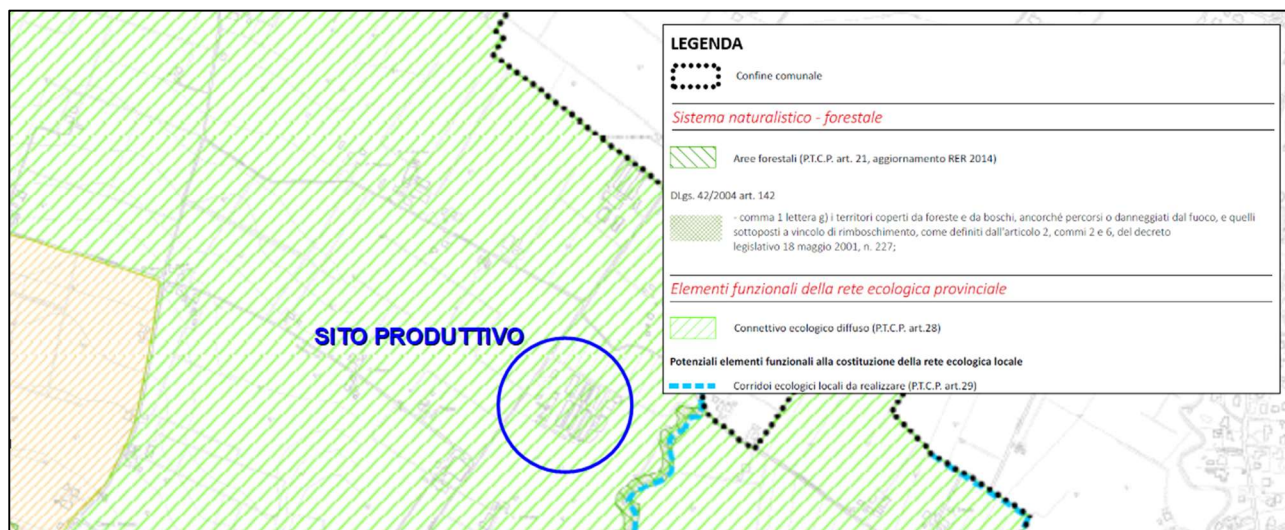 LEGENDA
Confine comunale
Sistema naturalistico - forestale
Aree forestali (P.T.C.P. art. 21, aggiornamento RER 2014)
D.Lgs. 42/2004 art. 142
- comma 1 lettera g) i territori coperti da foreste e da boschi, ancorché percorsi o danneggiati dal fuoco, e quelli
sottoposti a vincolo di rimboschimento, come definiti dall'articolo 2, commi 2 e 6, del decreto
legislativo 18 maggio 2001, n. 227;
Elementi funzionali della rete ecologica provinciale
Connettivo ecologico diffuso (P.T.C.P. art.28)
Potenziali elementi funzionali alla costituzione della rete ecologica locale
Corridoi ecologici locali da realizzare (P.T.C.P. art.29)
SITO PRODUTTIVO